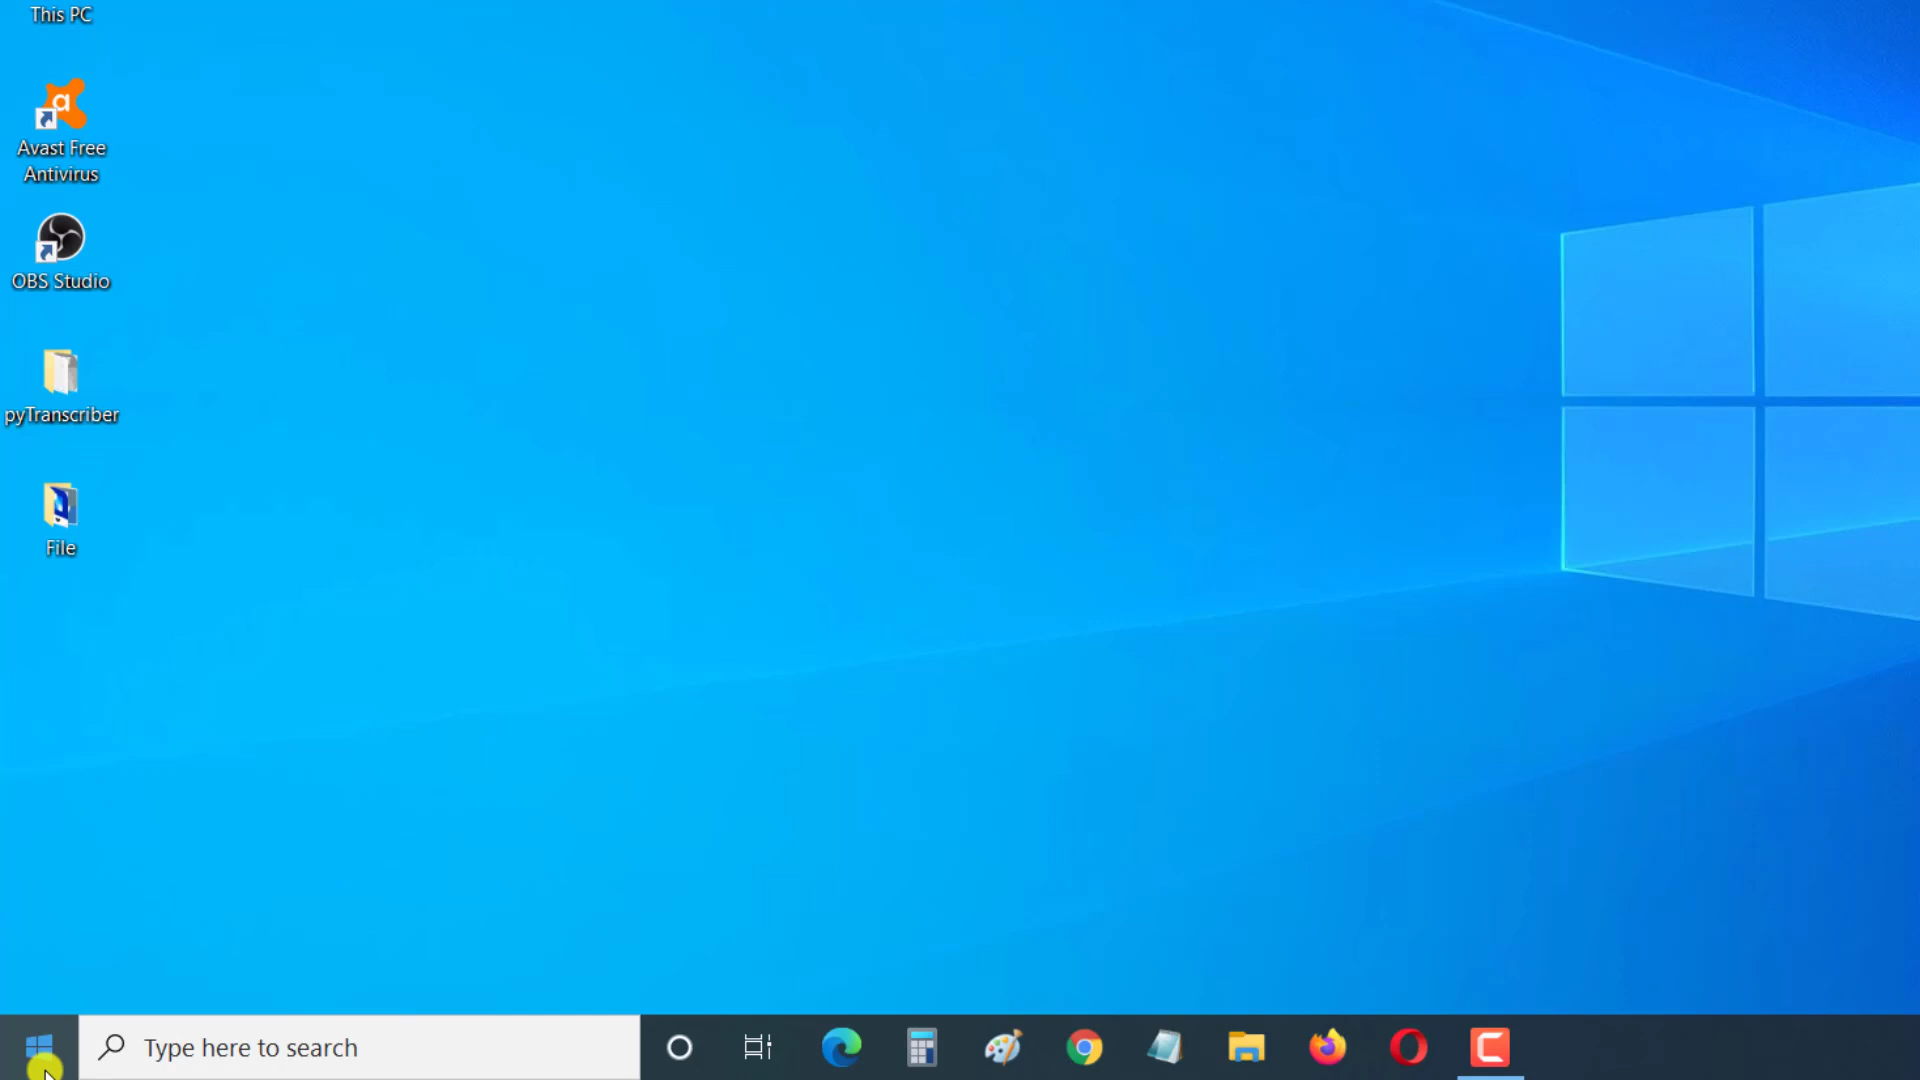 This PC
a
Avast Free
Antivirus
OBS Studio
pyTranscriber
File
Type here to search